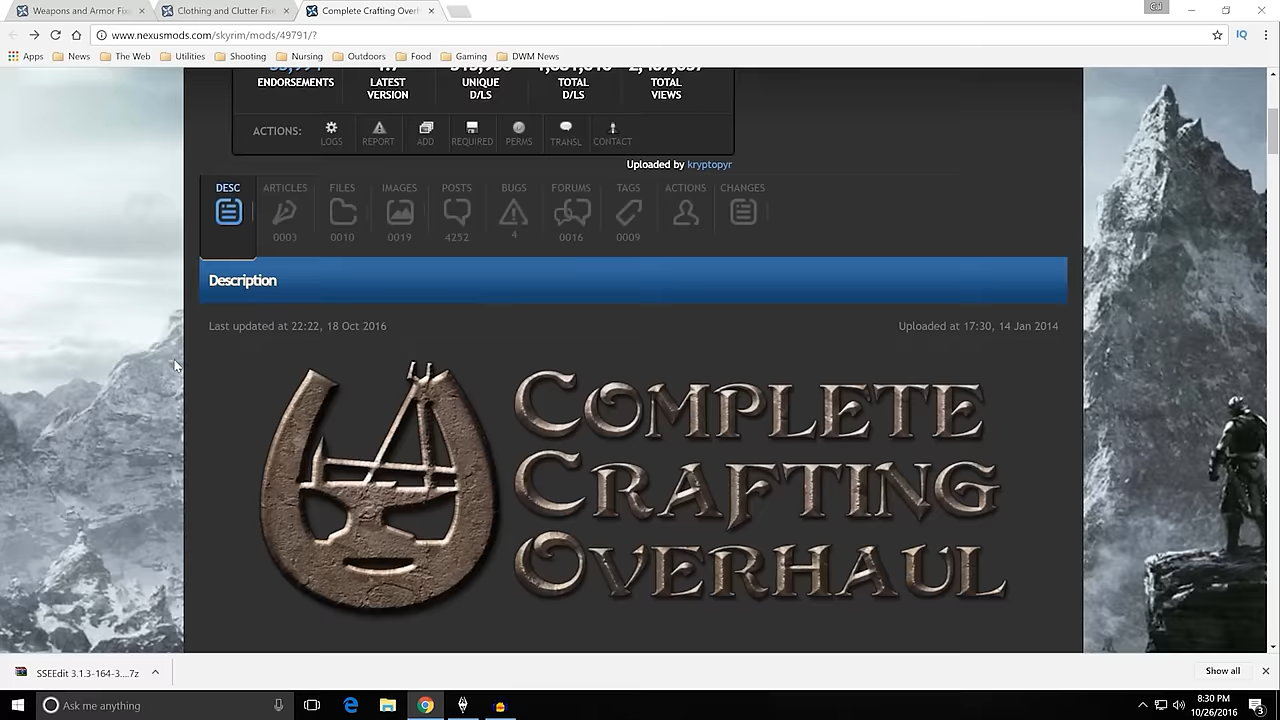 Weapons and Armor Fix
Clothing and Clutter Fixe
Complete Crafting Overh
GH
www.nexusmods.com/skyrim/mods/49791/?
IQ
Apps
News
The Web
Utilities
Shooting
Nursing
Outdoors
Food
Gaming
DWM News
ENDORSEMENTS
LATEST
VERSION
UNIQUE
D/LS
TOTAL
D/LS
TOTAL
VIEWS
ACTIONS:
LOGS
REPORT
ADD
REQUIRED
PERMS
TRANSL
CONTACT
Uploaded by kryptopyr
DESC
ARTICLES
FILES
IMAGES
POSTS
BUGS
FORUMS
TAGS
ACTIONS
CHANGES
0003
0010
0019
4252
4
0016
0009
Description
Last updated at 22:22, 18 Oct 2016
Uploaded at 17:30, 14 Jan 2014
COMPLETE
CRAFTING
OVERHAUL
SSEEdit 3.1.3-164-3....7z
Show all
Ask me anything
8:30 PM
10/26/2016
3